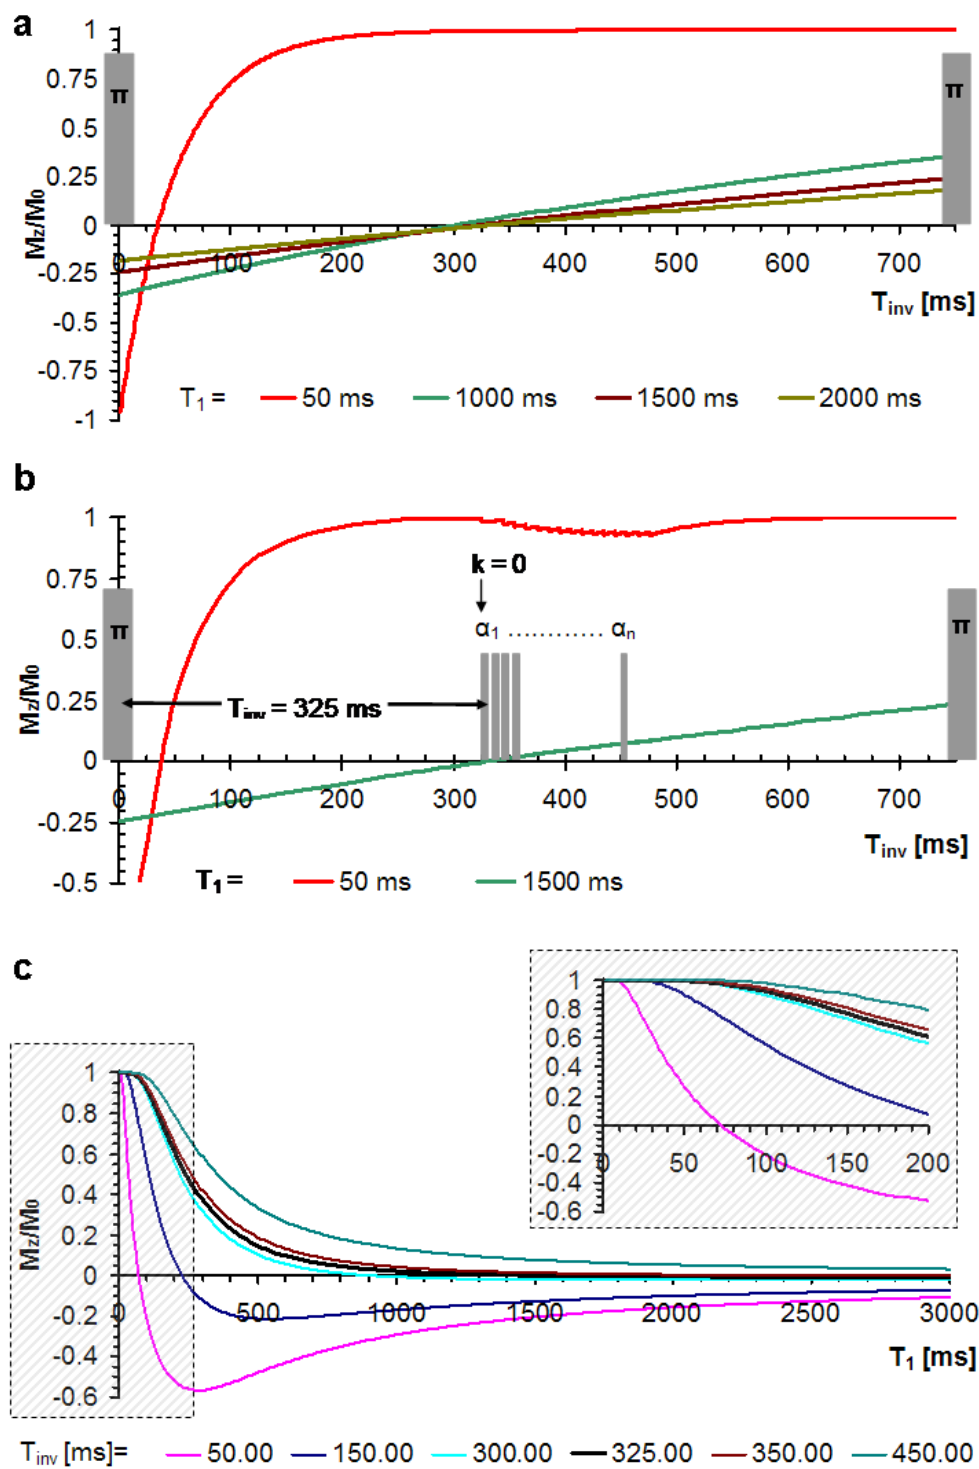 a
1
0.75
0.5
0.25
0
-0.25
-0.5
-0.75
-1
Mz/M0
π
π
0 100 200 300 400 500 600 700
Tinv [ms]
T1 = 50 ms 1000 ms 1500 ms 2000 ms
b
1
0.75
0.5
0.25
0
-0.25
-0.5
Mz/M0
k = 0
α1 ............ αn
π
π
Tinv = 325 ms
0 100 200 300 400 500 600 700
Tinv [ms]
T1 = 50 ms 1500 ms
c
1
0.8
0.6
0.4
0.2
0
-0.2
-0.4
-0.6
0 50 100 150 200
1
0.8
0.6
0.4
0.2
0
-0.2
-0.4
-0.6
Mz/M0
0 500 1000 1500 2000 2500 3000
T1 [ms]
Tinv [ms]= 50.00 150.00 300.00 325.00 350.00 450.00